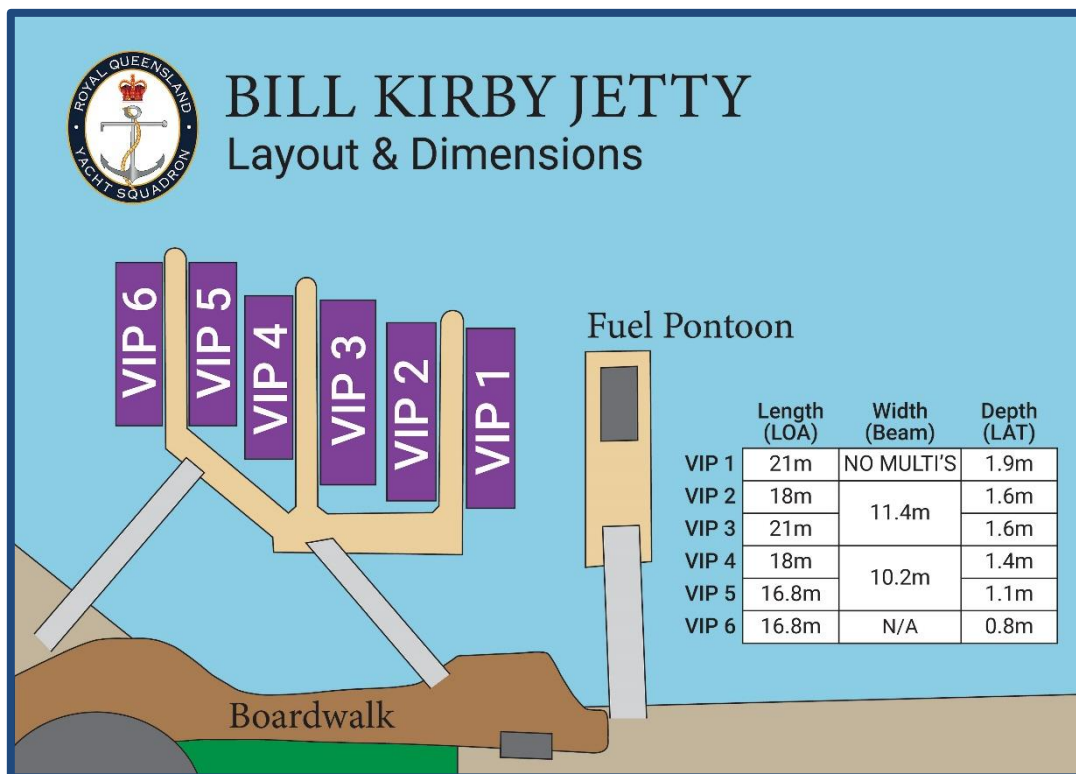 ROYAL QUEENSLAND
YACHT SQUADRON
BILL KIRBY JETTY
Layout & Dimensions
VIP 6
VIP 5
VIP 4
VIP 3
VIP 2
VIP 1
Fuel Pontoon
Length Width Depth
(LOA) (Beam) (LAT)
VIP 1 21m NO MULTI'S 1.9m
VIP 2 18m 1.6m
11.4m
VIP 3 21m 1.6m
VIP 4 18m 1.4m
10.2m
VIP 5 16.8m 1.1m
VIP 6 16.8m N/A 0.8m
Boardwalk